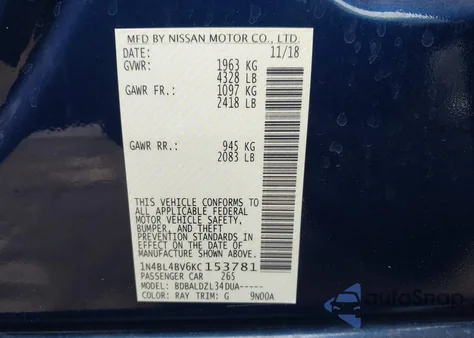 MFD BY NISSAN MOTOR CO., LTD.
DATE: 11/18
GVWR: 1963 KG
4328 LB
GAWR FR.: 1097 KG
2418 LB
GAWR RR.: 945 KG
2083 LB
THIS VEHICLE CONFORMS TO
ALL APPLICABLE FEDERAL
MOTOR VEHICLE SAFETY,
BUMPER, AND THEFT
PREVENTION STANDARDS IN
EFFECT ON THE DATE OF
MANUFACTURE SHOWN ABOVE.
1N4BL4BV6KC153781
PASSENGER CAR 265
MODEL: BDBALDZL34DUA-----
COLOR: RAY TRIM: G 9N00A
AutoSnap